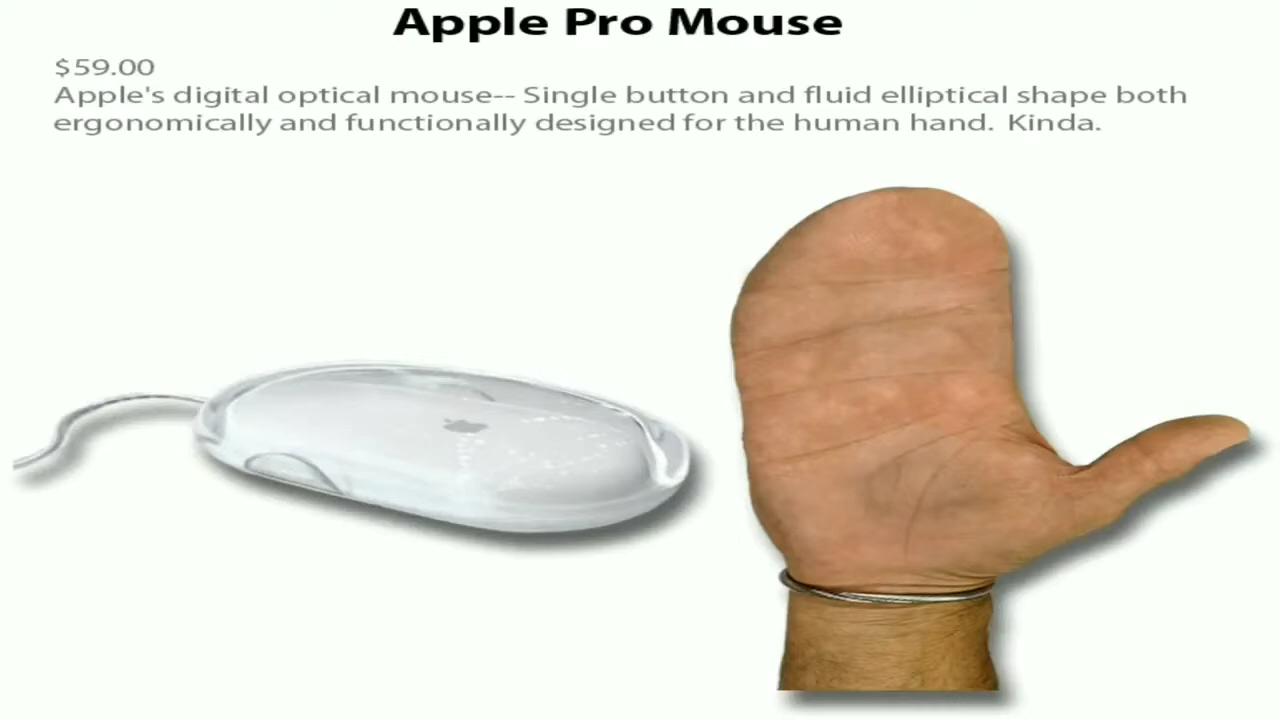 Apple Pro Mouse
$59.00
Apple's digital optical mouse-- Single button and fluid elliptical shape both
ergonomically and functionally designed for the human hand. Kinda.